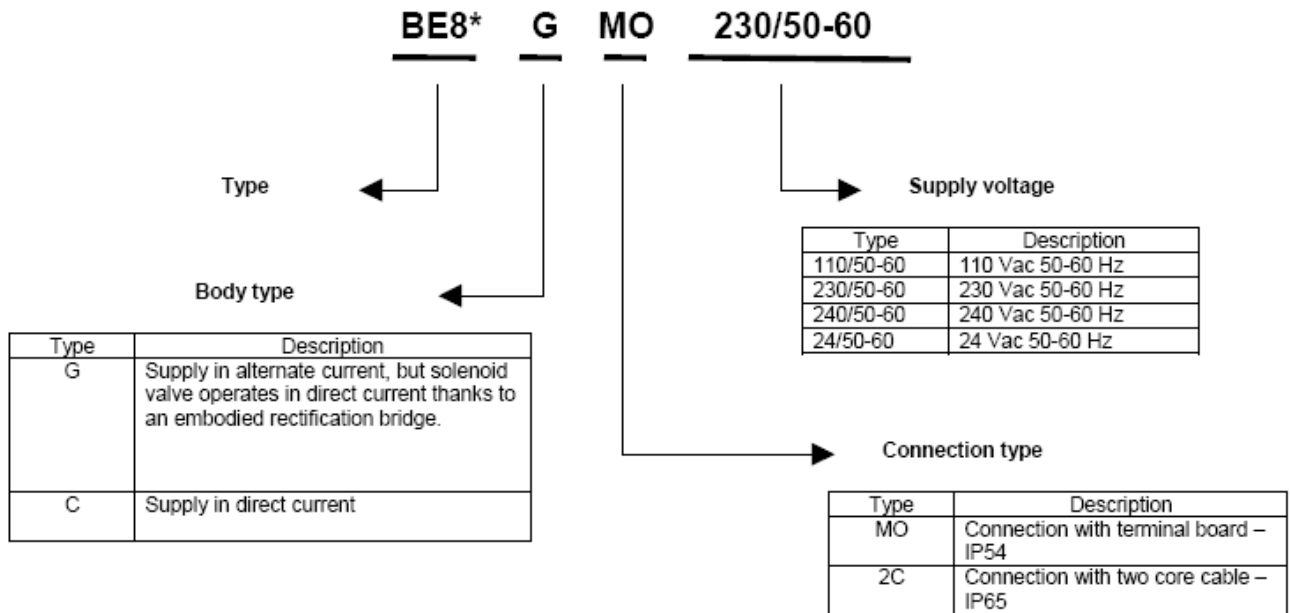 BE8* G MO 230/50-60
Type
Supply voltage
Type Description
110/50-60 110 Vac 50-60 Hz
230/50-60 230 Vac 50-60 Hz
240/50-60 240 Vac 50-60 Hz
24/50-60 24 Vac 50-60 Hz
Body type
Type Description
G Supply in alternate current, but solenoid
valve operates in direct current thanks to
an embodied rectification bridge.
C Supply in direct current
Connection type
Type Description
MO Connection with terminal board –
IP54
2C Connection with two core cable –
IP65